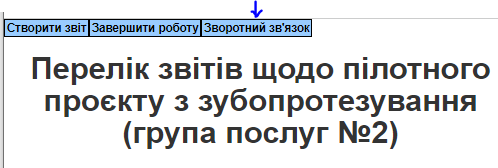 Створити звіт Завершити роботу Зворотний зв'язок
Перелік звітів щодо пілотного
проєкту з зубопротезування
(група послуг №2)